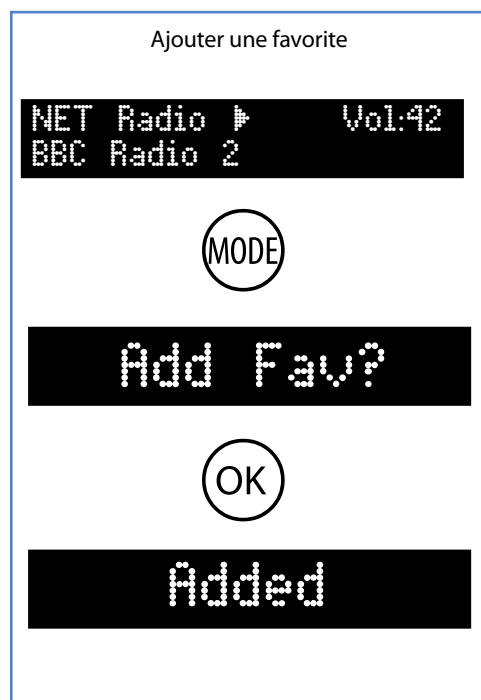 Ajouter une favorite
NET Radio Vol:42
BBC Radio 2
MODE
Add Fav?
OK
Added